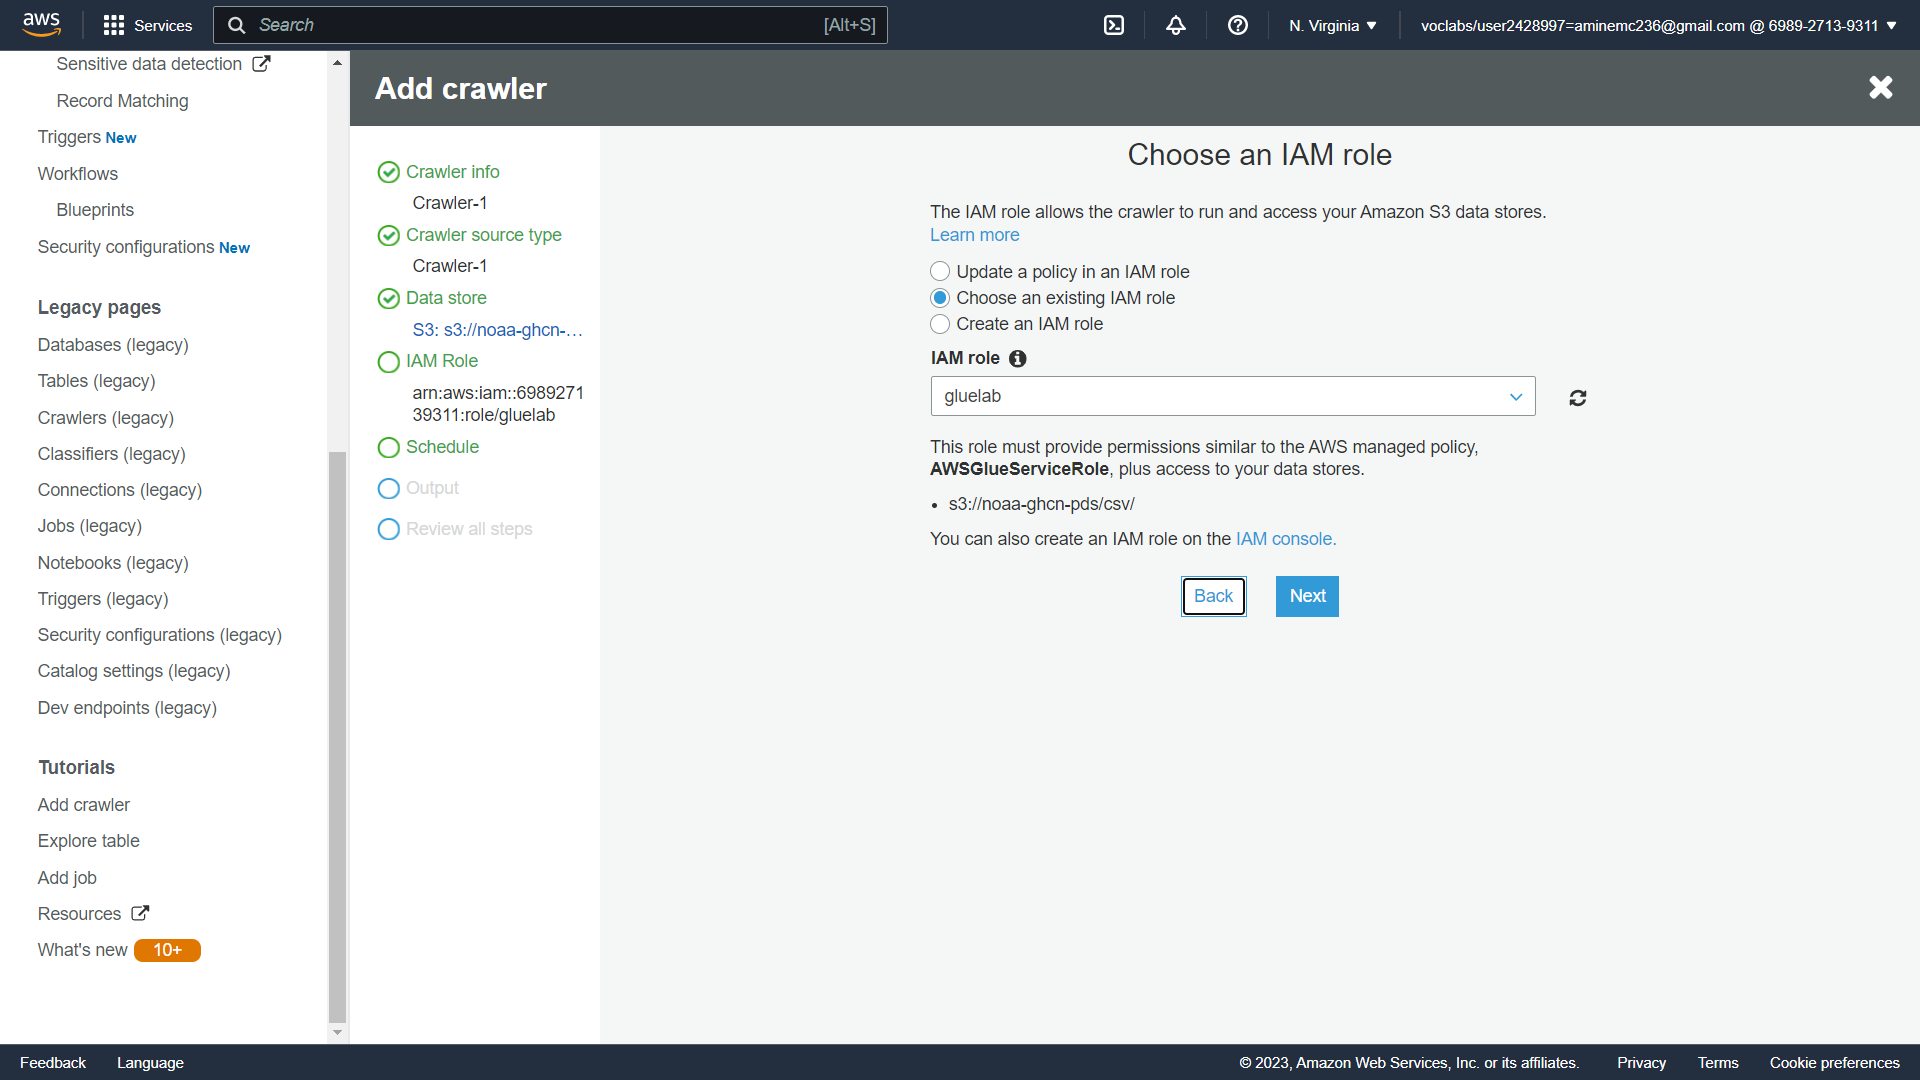 aws
Services
Search
[Alt+S]
N. Virginia
voclabs/user2428997=aminemc236@gmail.com @ 6989-2713-9311
Sensitive data detection
Record Matching
Triggers New
Workflows
Blueprints
Security configurations New
Legacy pages
Databases (legacy)
Tables (legacy)
Crawlers (legacy)
Classifiers (legacy)
Connections (legacy)
Jobs (legacy)
Notebooks (legacy)
Triggers (legacy)
Security configurations (legacy)
Catalog settings (legacy)
Dev endpoints (legacy)
Tutorials
Add crawler
Explore table
Add job
Resources
What's new 10+
Add crawler
Crawler info
Crawler-1
Crawler source type
Crawler-1
Data store
S3: s3://noaa-ghcn-…
IAM Role
arn:aws:iam::6989271
39311:role/gluelab
Schedule
Output
Review all steps
Choose an IAM role
The IAM role allows the crawler to run and access your Amazon S3 data stores.
Learn more
Update a policy in an IAM role
Choose an existing IAM role
Create an IAM role
IAM role
gluelab
This role must provide permissions similar to the AWS managed policy,
AWSGlueServiceRole, plus access to your data stores.
• s3://noaa-ghcn-pds/csv/
You can also create an IAM role on the IAM console.
Back
Next
Feedback
Language
© 2023, Amazon Web Services, Inc. or its affiliates.
Privacy
Terms
Cookie preferences